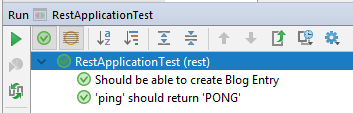 Run RestApplicationTest
RestApplicationTest (rest)
Should be able to create Blog Entry
'ping' should return 'PONG'